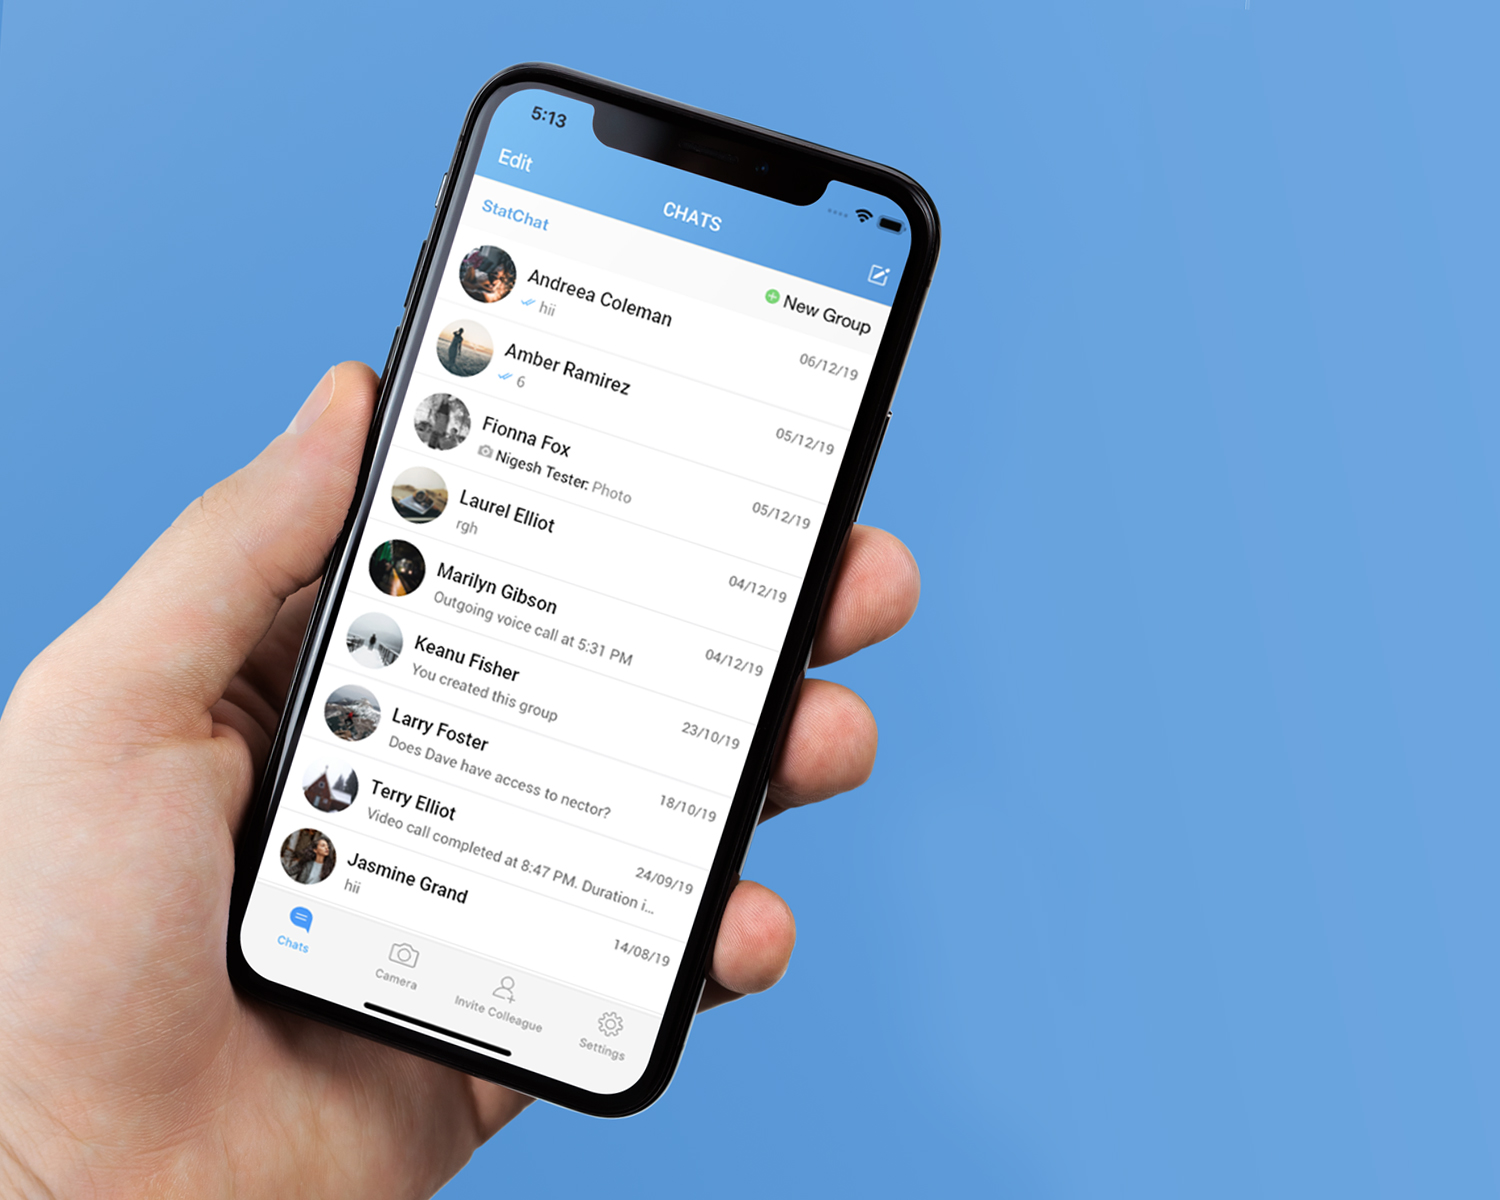 5:13
Edit
CHATS
StatChat
New Group
Andreea Coleman
hii
06/12/19
Amber Ramirez
6
05/12/19
Fionna Fox
Nigesh Tester: Photo
05/12/19
Laurel Elliot
rgh
04/12/19
Marilyn Gibson
Outgoing voice call at 5:31 PM
04/12/19
Keanu Fisher
You created this group
23/10/19
Larry Foster
Does Dave have access to nector?
18/10/19
Terry Elliot
Video call completed at 8:47 PM. Duration i...
24/09/19
Jasmine Grand
hii
14/08/19
Chats
Camera
Invite Colleague
Settings